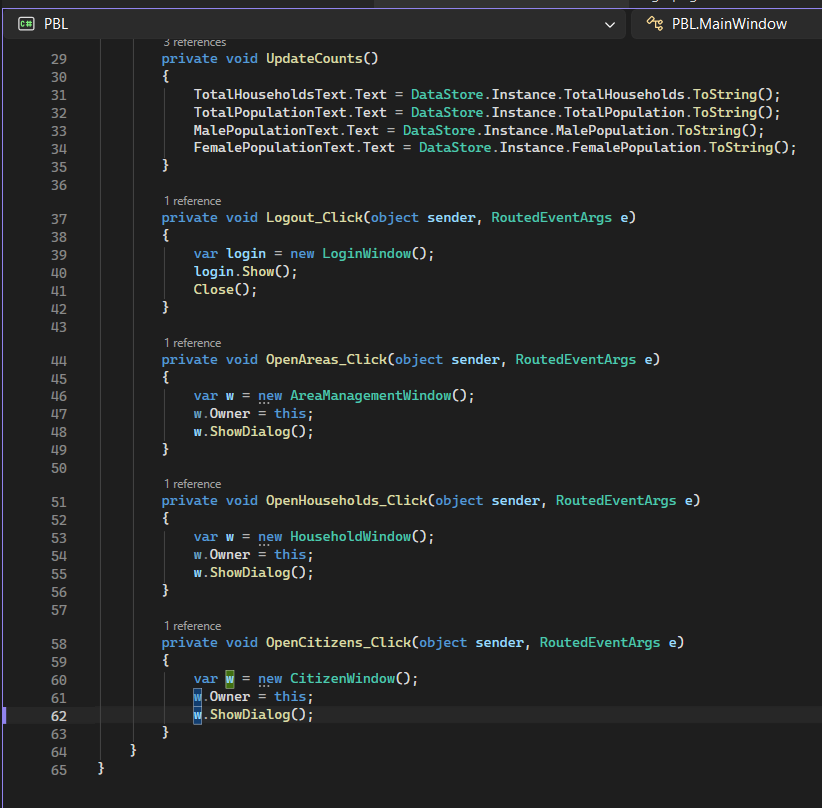 C# PBL PBL.MainWindow
3 references
29 private void UpdateCounts()
30 {
31 TotalHouseholdsText.Text = DataStore.Instance.TotalHouseholds.ToString();
32 TotalPopulationText.Text = DataStore.Instance.TotalPopulation.ToString();
33 MalePopulationText.Text = DataStore.Instance.MalePopulation.ToString();
34 FemalePopulationText.Text = DataStore.Instance.FemalePopulation.ToString();
35 }
36
1 reference
37 private void Logout_Click(object sender, RoutedEventArgs e)
38 {
39 var login = new LoginWindow();
40 login.Show();
41 Close();
42 }
43
1 reference
44 private void OpenAreas_Click(object sender, RoutedEventArgs e)
45 {
46 var w = new AreaManagementWindow();
47 w.Owner = this;
48 w.ShowDialog();
49 }
50
1 reference
51 private void OpenHouseholds_Click(object sender, RoutedEventArgs e)
52 {
53 var w = new HouseholdWindow();
54 w.Owner = this;
55 w.ShowDialog();
56 }
57
1 reference
58 private void OpenCitizens_Click(object sender, RoutedEventArgs e)
59 {
60 var w = new CitizenWindow();
61 w.Owner = this;
62 w.ShowDialog();
63 }
64 }
65 }